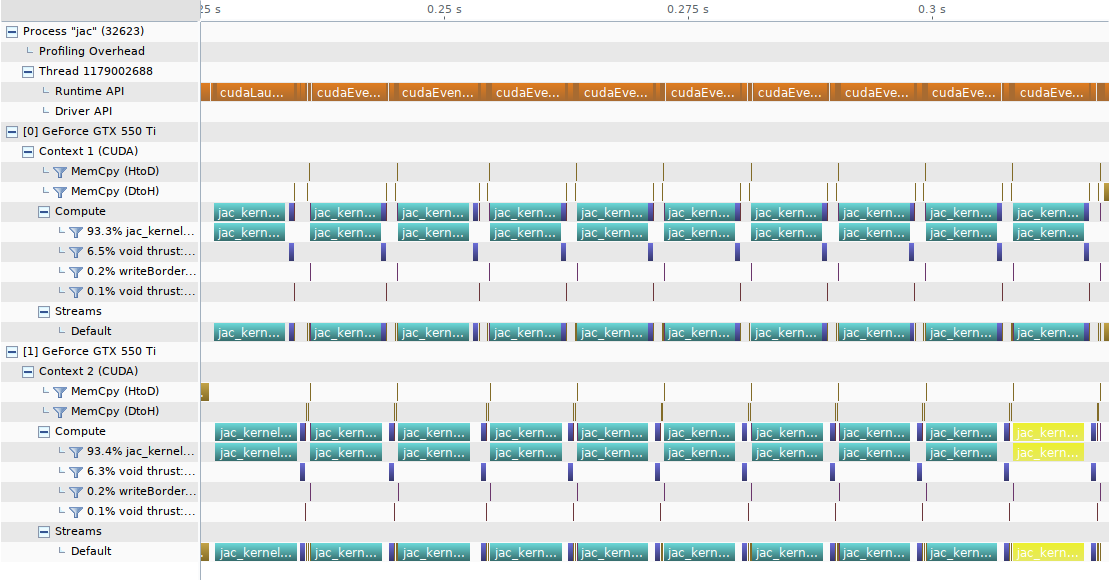 25 s 0.25 s 0.275 s 0.3 s
Process "jac" (32623)
Profiling Overhead
Thread 1179002688
Runtime API cudaLau... cudaEve... cudaEven... cudaEve... cudaEve... cudaEve... cudaEve... cudaEve... cudaEve... cudaEve...
Driver API
[0] GeForce GTX 550 Ti
Context 1 (CUDA)
MemCpy (HtoD)
MemCpy (DtoH)
Compute jac_kern... jac_kern... jac_kern... jac_kern... jac_kern... jac_kern... jac_kern... jac_kern... jac_kern... jac_kern...
93.3% jac_kernel... jac_kern... jac_kern... jac_kern... jac_kern... jac_kern... jac_kern... jac_kern... jac_kern... jac_kern... jac_kern...
6.5% void thrust:...
0.2% writeBorder...
0.1% void thrust:...
Streams
Default jac_kern... jac_kern... jac_kern... jac_kern... jac_kern... jac_kern... jac_kern... jac_kern... jac_kern... jac_kern...
[1] GeForce GTX 550 Ti
Context 2 (CUDA)
MemCpy (HtoD)
MemCpy (DtoH)
Compute jac_kernel... jac_kern... jac_kern... jac_kern... jac_kern... jac_kern... jac_kern... jac_kern... jac_kern... jac_kern...
93.4% jac_kernel... jac_kernel... jac_kern... jac_kern... jac_kern... jac_kern... jac_kern... jac_kern... jac_kern... jac_kern... jac_kern...
6.3% void thrust:...
0.2% writeBorder...
0.1% void thrust:...
Streams
Default jac_kernel... jac_kern... jac_kern... jac_kern... jac_kern... jac_kern... jac_kern... jac_kern... jac_kern... jac_kern...